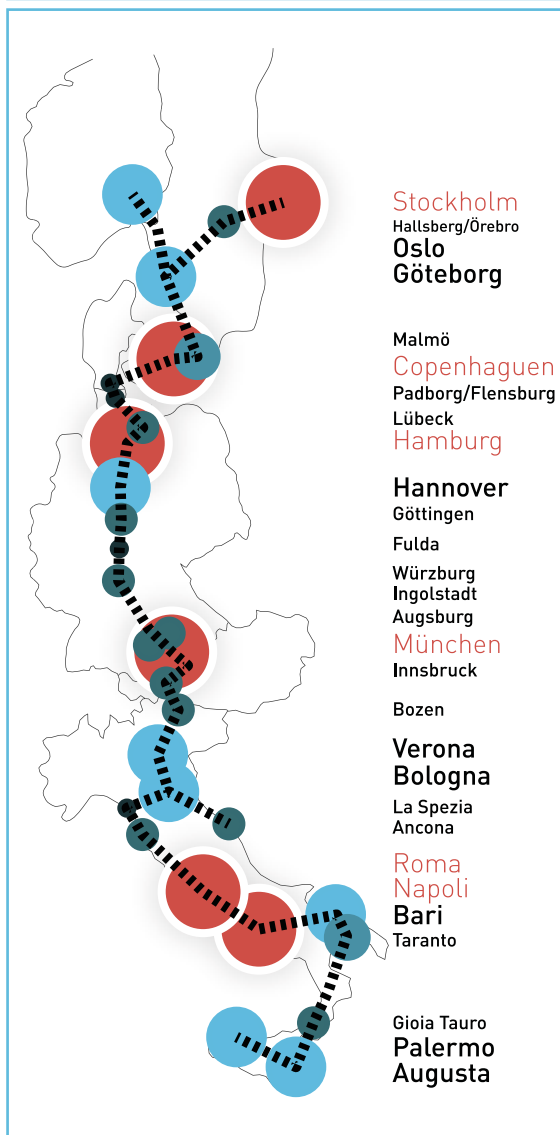 Stockholm
Hallsberg/Örebro
Oslo
Göteborg
Malmö
Copenhaguen
Padborg/Flensburg
Lübeck
Hamburg
Hannover
Göttingen
Fulda
Würzburg
Ingolstadt
Augsburg
München
Innsbruck
Bozen
Verona
Bologna
La Spezia
Ancona
Roma
Napoli
Bari
Taranto
Gioia Tauro
Palermo
Augusta